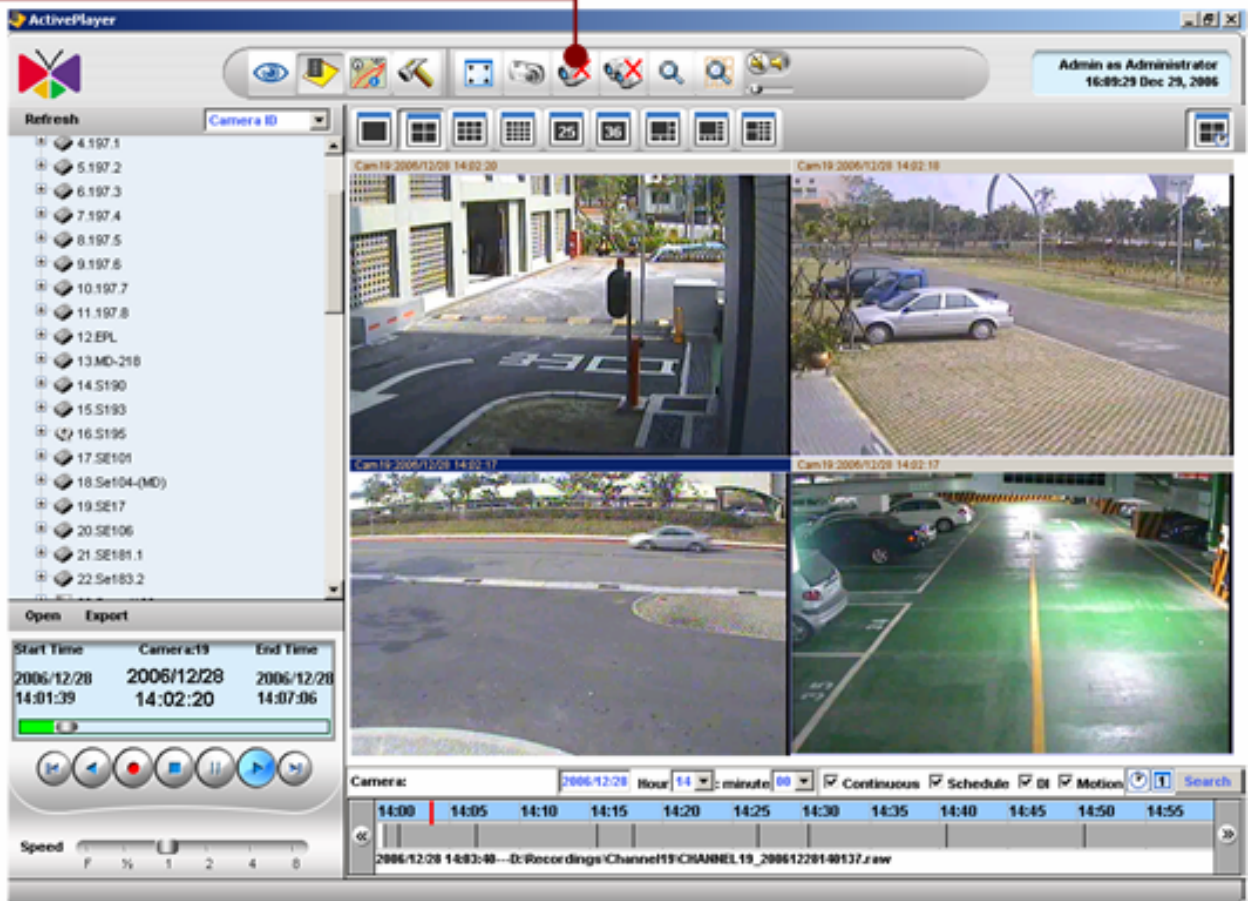 ActivePlayer
Admin as Administrator
16:09:29 Dec 29, 2006
Refresh
Camera ID
4.197.1
5.197.2
6.197.3
7.197.4
8.197.5
9.197.6
10.197.7
11.197.8
12.EPL
13.MD-218
14.S190
15.S193
16.S195
17.SE101
18.Se104-(MD)
19.SE17
20.SE106
21.SE181.1
22.Se183.2
25
36
Cam19:2006/12/28 14:02:20
Cam19:2006/12/28 14:02:18
Cam19:2006/12/28 14:02:17
Cam19:2006/12/28 14:02:17
Open Export
Start Time Camera:19 End Time
2006/12/28 2006/12/28 2006/12/28
14:01:39 14:02:20 14:07:06
Speed
F ½ 1 2 4 8
Camera: 2006/12/28 Hour 14 : minute 00 Continuous Schedule DI Motion 1 Search
14:00 14:05 14:10 14:15 14:20 14:25 14:30 14:35 14:40 14:45 14:50 14:55
2006/12/28 14:03:40---D:\Recordings\Channel19\CHANNEL19_20061228140137.raw